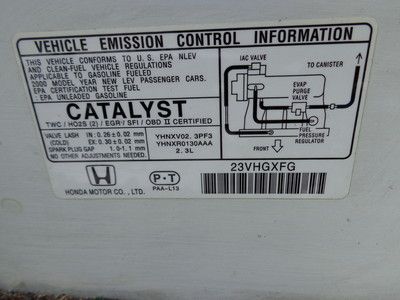 VEHICLE EMISSION CONTROL INFORMATION
THIS VEHICLE CONFORMS TO U.S. EPA NLEV
AND CLEAN-FUEL VEHICLE REGULATIONS
APPLICABLE TO GASOLINE FUELED
2000 MODEL YEAR NEW LEV PASSENGER CARS.
EPA CERTIFICATION TEST FUEL
:EPA UNLEADED GASOLINE
CATALYST
TWC / HO2S (2) / EGR / SFI / OBD II CERTIFIED
VALVE LASH IN: 0.26 ± 0.02 mm
(COLD) EX: 0.30 ± 0.02 mm
SPARK PLUG GAP 1.0-1.1 mm
NO OTHER ADJUSTMENTS NEEDED.
YHNXV02. 3PF3
YHNXR0130AAA
2. 3L
IAC VALVE
TO CANISTER
EVAP
PURGE
VALVE
FUEL
PRESSURE
REGULATOR
FRONT
23VHGXFG
HONDA MOTOR CO., LTD.
P·T
PAA-L13